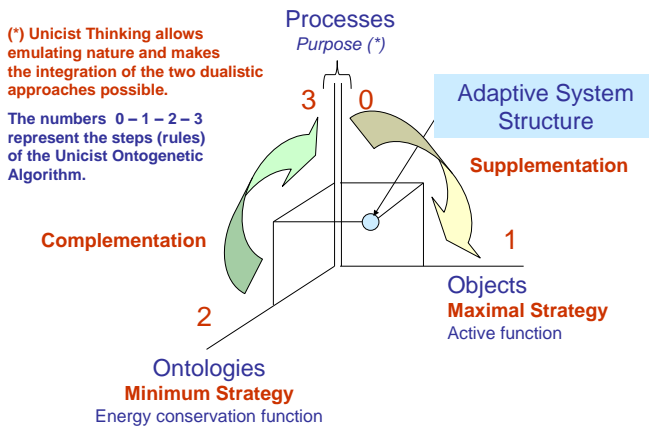 Processes
Purpose (*)
(*) Unicist Thinking allows
emulating nature and makes
the integration of the two dualistic
approaches possible.
The numbers 0 – 1 – 2 – 3
represent the steps (rules)
of the Unicist Ontogenetic
Algorithm.
3
0
Adaptive System
Structure
Supplementation
Complementation
1
Objects
Maximal Strategy
Active function
2
Ontologies
Minimum Strategy
Energy conservation function